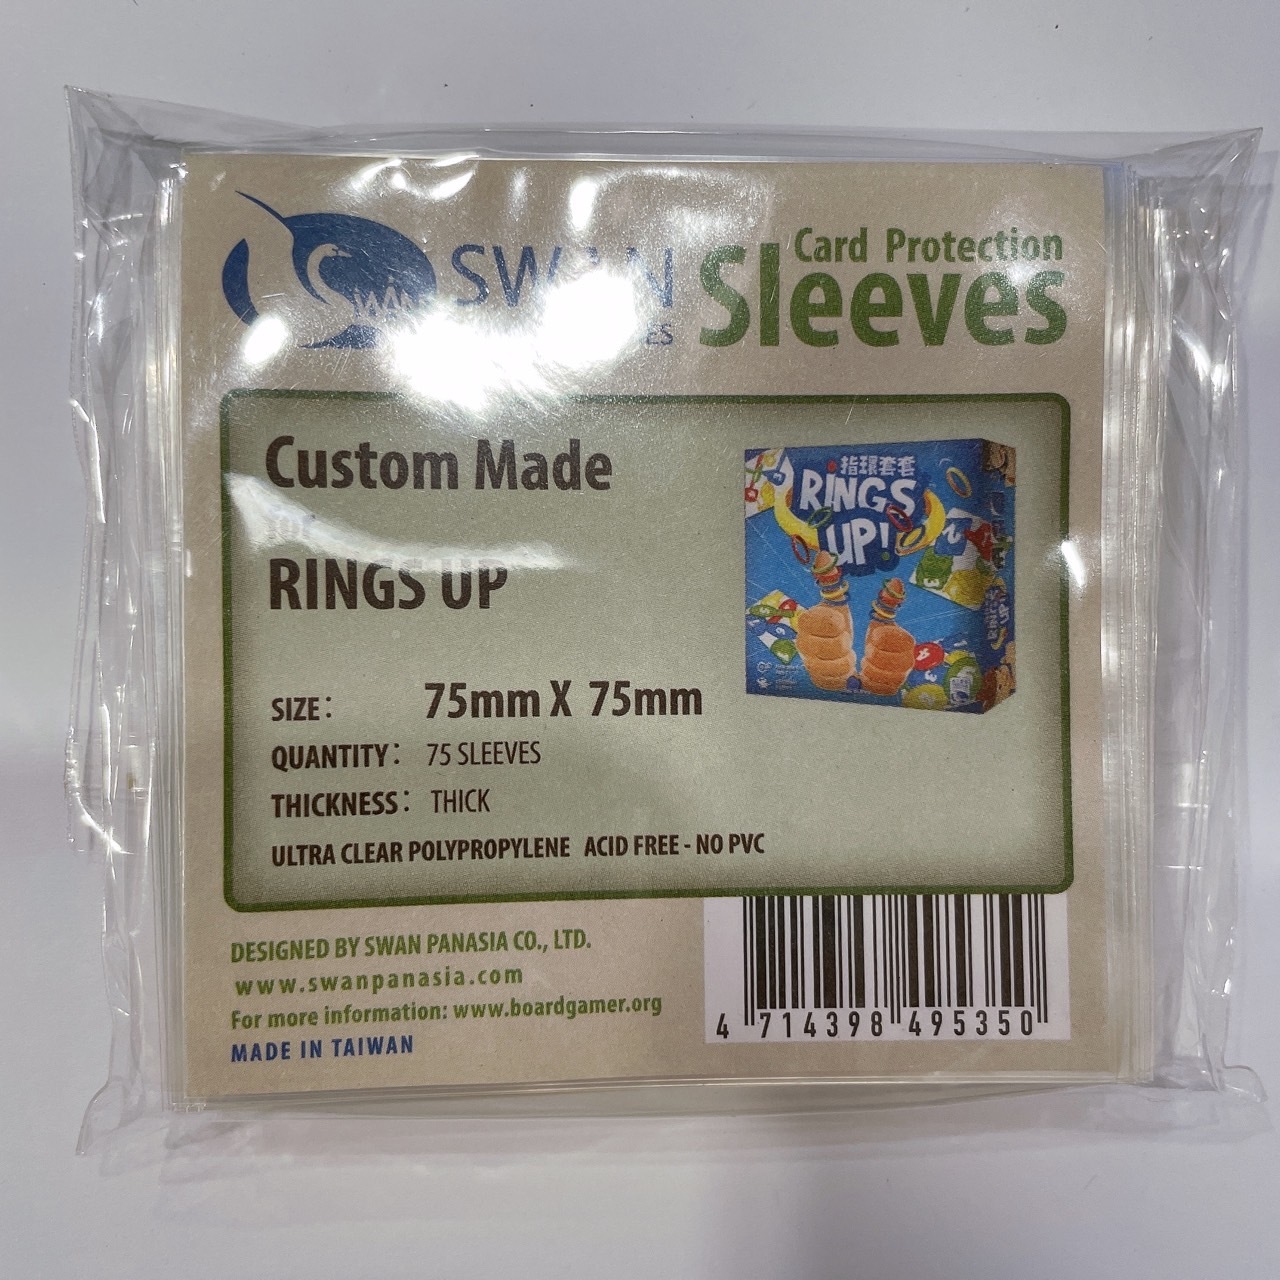 SWAN
SWAN
Card Protection
Sleeves
Custom Made
RINGS UP
指環套套
RINGS
UP!
SIZE: 75mm X 75mm
QUANTITY: 75 SLEEVES
THICKNESS: THICK
ULTRA CLEAR POLYPROPYLENE ACID FREE - NO PVC
DESIGNED BY SWAN PANASIA CO., LTD.
www.swanpanasia.com
For more information: www.boardgamer.org
MADE IN TAIWAN
4 714398 495350